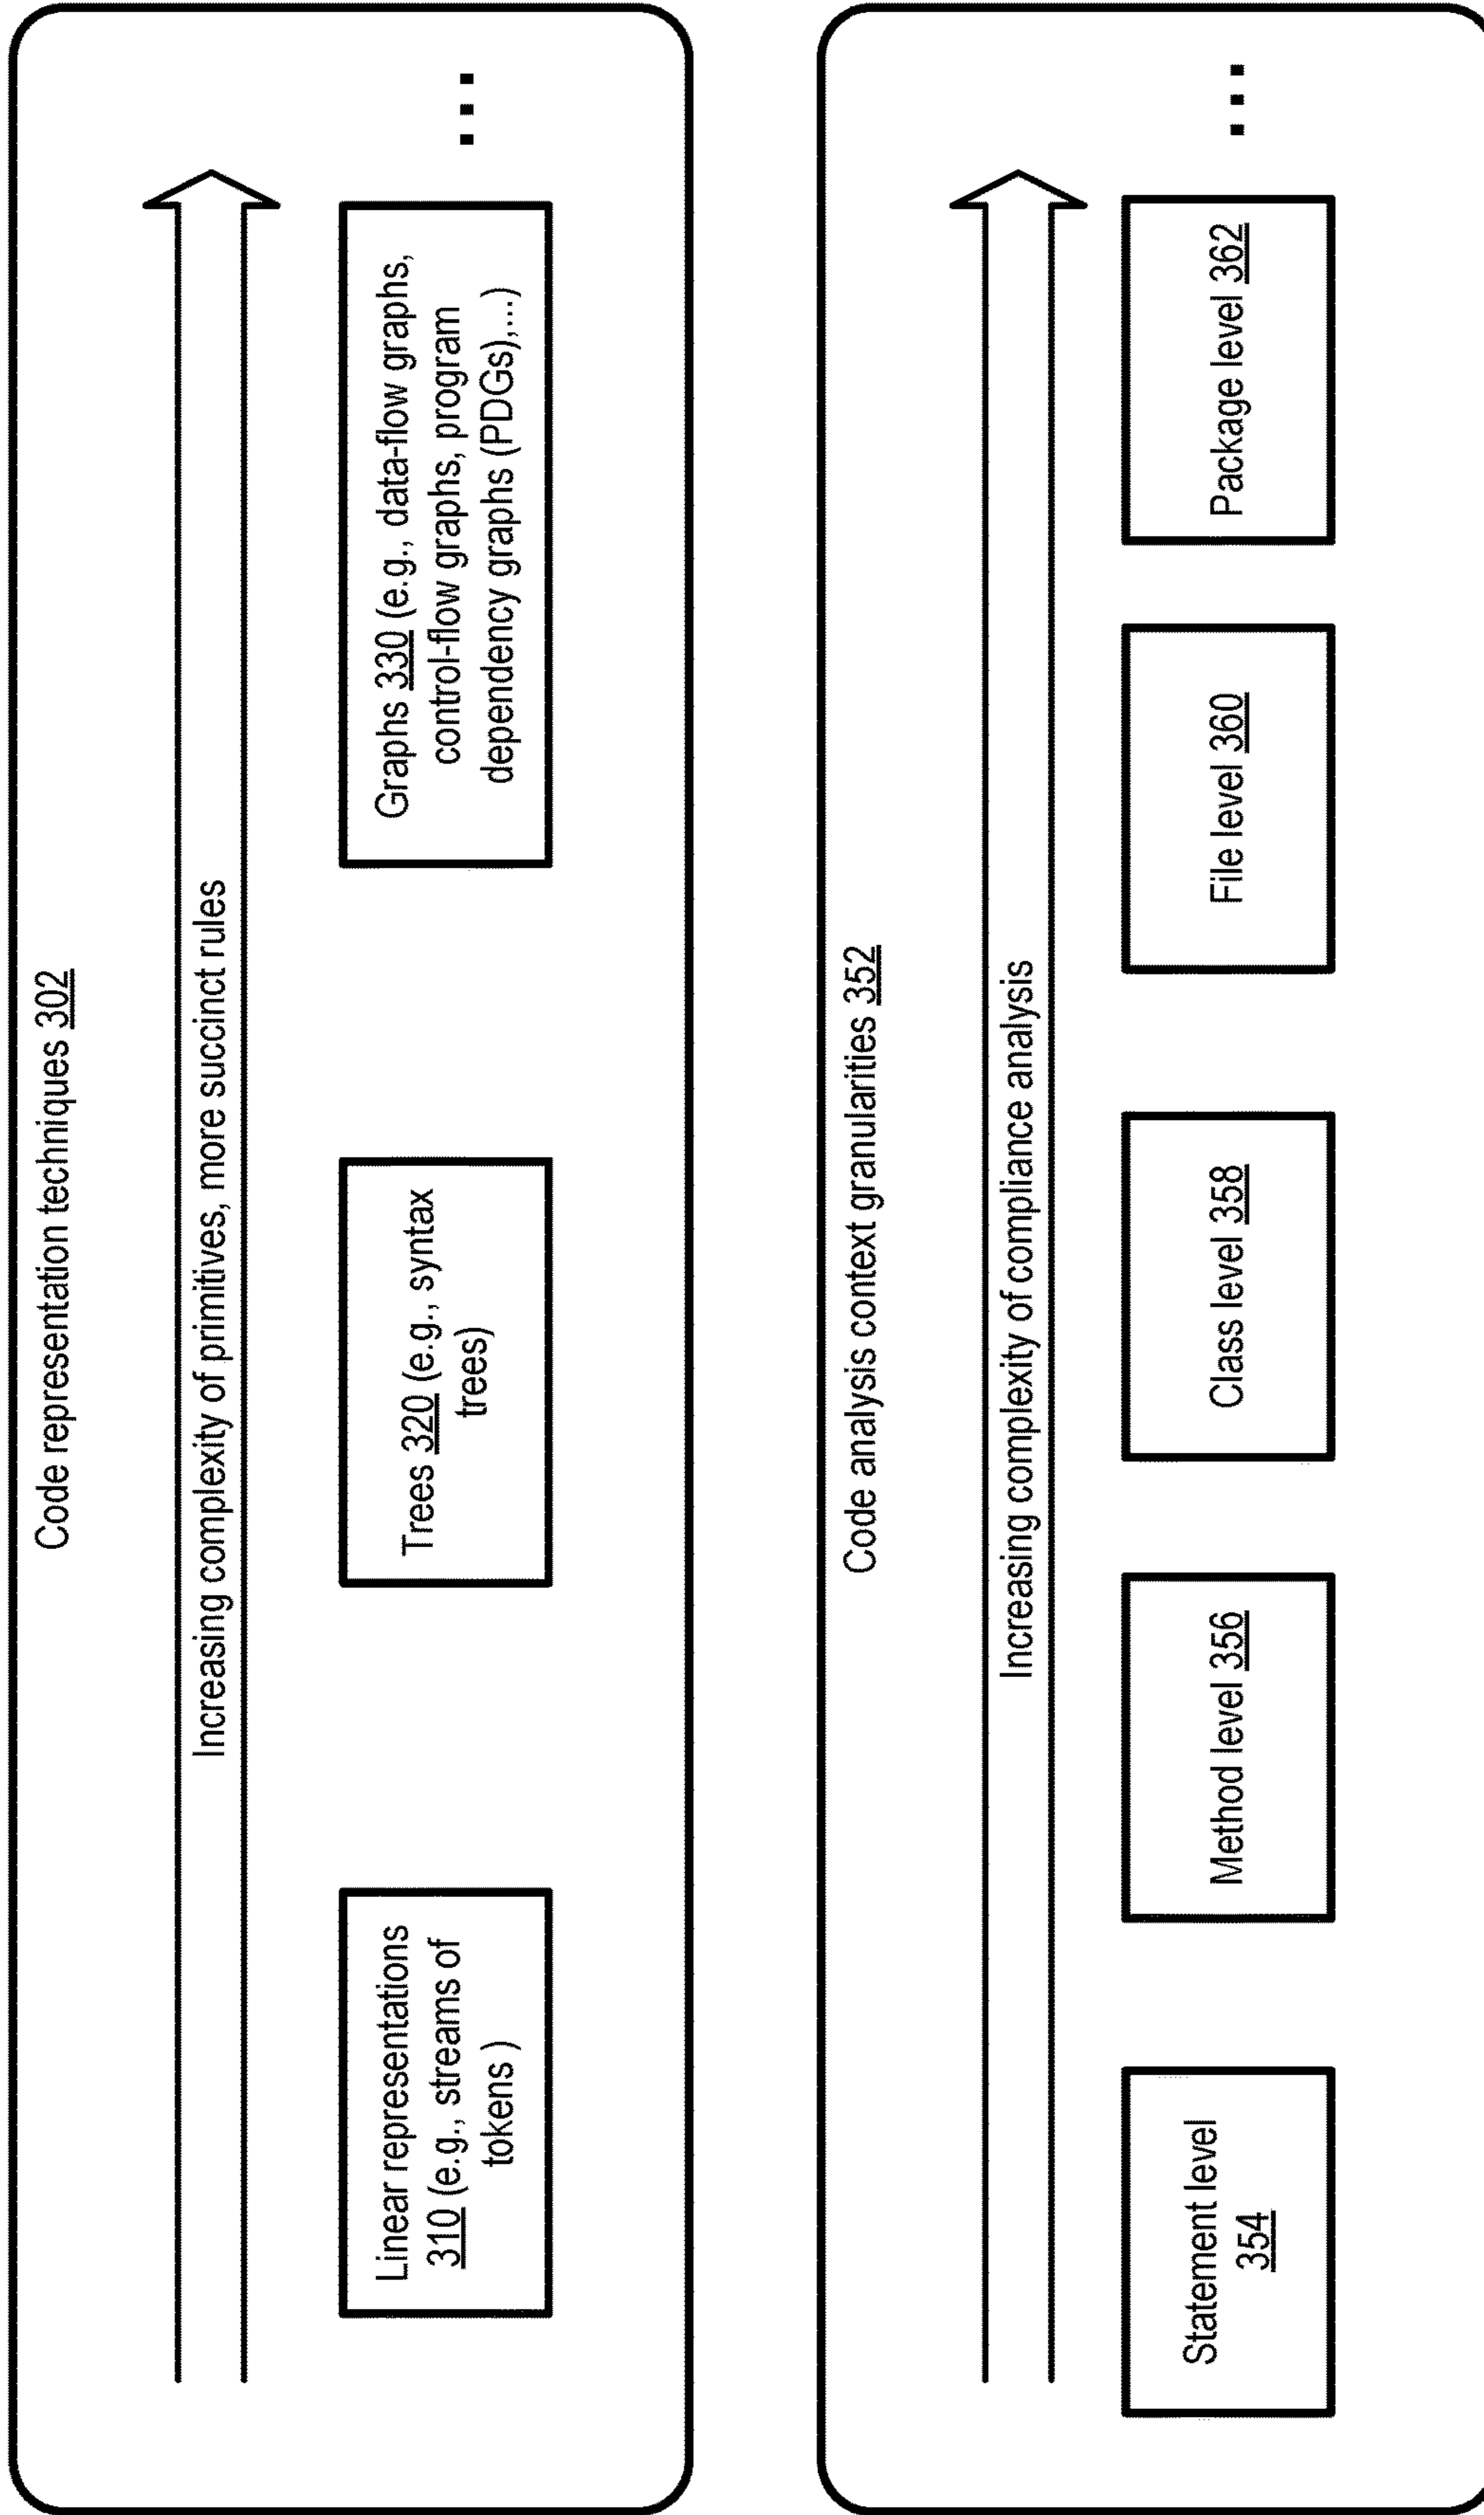 Code representation techniques 302
Increasing complexity of primitives, more succinct rules
Linear representations
310 (e.g., streams of
tokens )
Trees 320 (e.g., syntax
trees)
Graphs 330 (e.g., data-flow graphs,
control-flow graphs, program
dependency graphs (PDGs),...)
...
Code analysis context granularities 352
Increasing complexity of compliance analysis
Statement level
354
Method level 356
Class level 358
File level 360
Package level 362
...